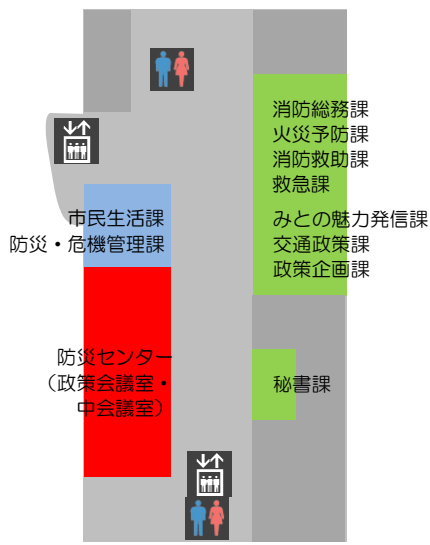 消防総務課
火災予防課
消防救助課
救急課
みとの魅力発信課
交通政策課
政策企画課
市民生活課
防災・危機管理課
防災センター
（政策会議室・
中会議室）
秘書課